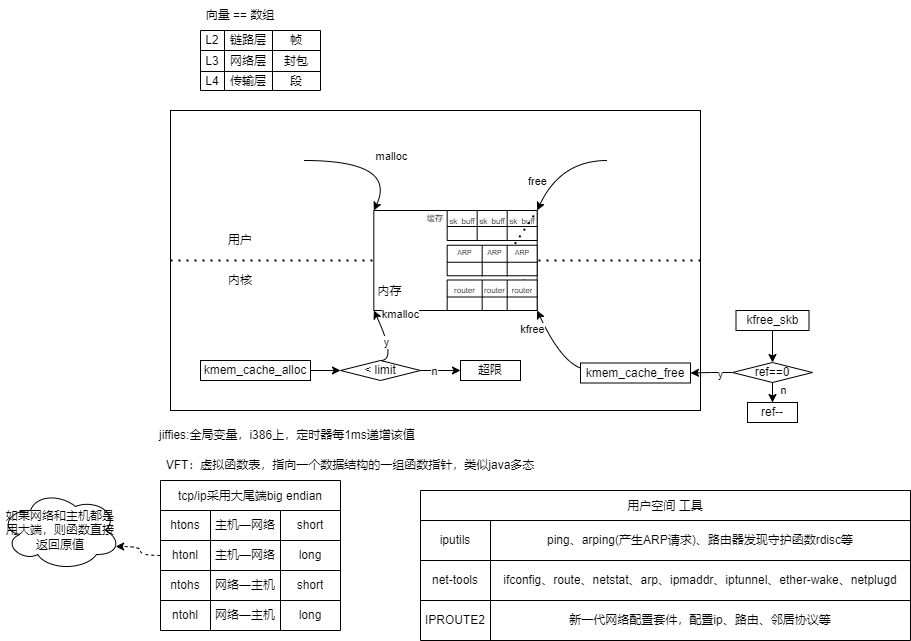 向量 == 数组
L2 链路层 帧
L3 网络层 封包
L4 传输层 段
malloc
free
缓存
sk_buff sk_buff sk_buff
ARP ARP ARP
router router router
用户
内核
内存
kmalloc
kfree
y
kmem_cache_alloc
< limit
n
超限
kmem_cache_free
kfree_skb
ref==0
y
n
ref--
jiffies:全局变量，i386上，定时器每1ms递增该值
VFT：虚拟函数表，指向一个数据结构的一组函数指针，类似java多态
tcp/ip采用大尾端big endian
htons 主机—网络 short
htonl 主机—网络 long
ntohs 网络—主机 short
ntohl 网络—主机 long
如果网络和主机都是
用大端，则函数直接
返回原值
用户空间 工具
iputils ping、arping(产生ARP请求)、路由器发现守护函数rdisc等
net-tools ifconfig、route、netstat、arp、ipmaddr、iptunnel、ether-wake、netplugd
IPROUTE2 新一代网络配置套件，配置ip、路由、邻居协议等